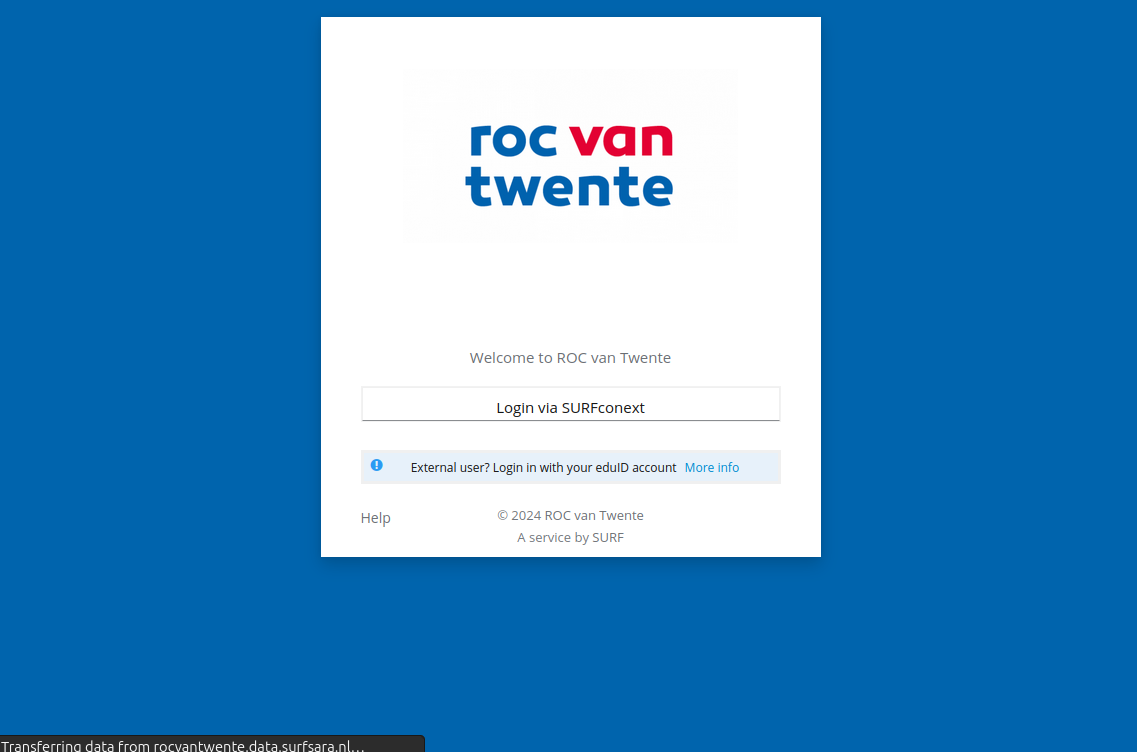 roc van
twente
Welcome to ROC van Twente
Login via SURFconext
External user? Login in with your eduID account More info
Help
© 2024 ROC van Twente
A service by SURF
Transferring data from rocvantwente.data.surfsara.nl…